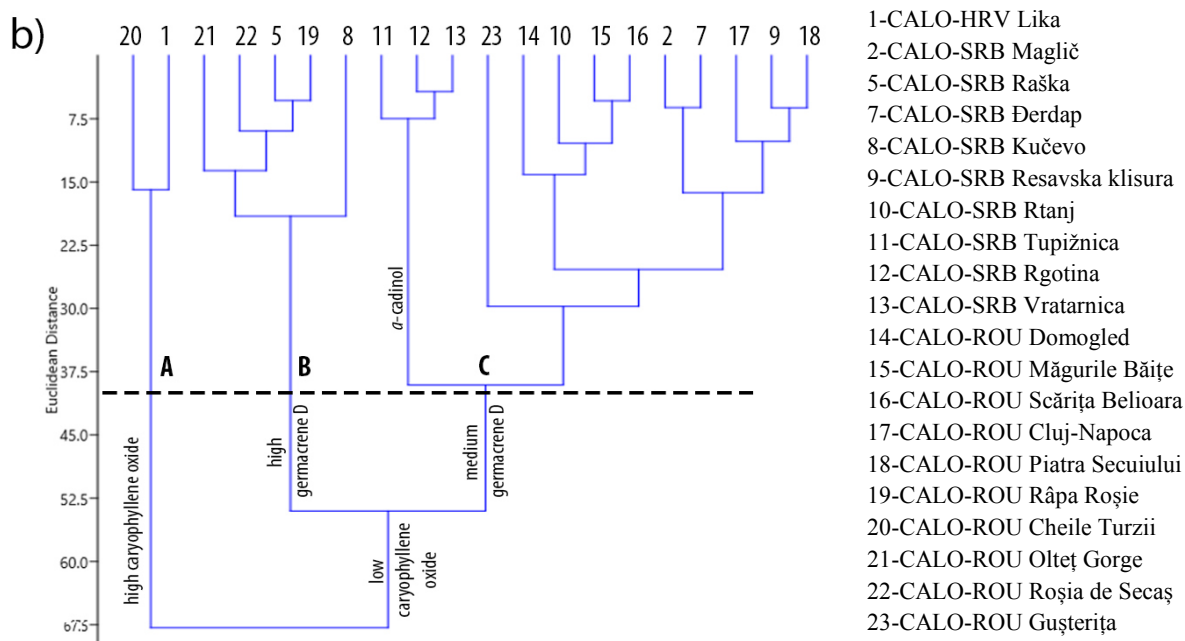 b)
20 1 21 22 5 19 8 11 12 13 23 14 10 15 16 2 7 17 9 18
7.5
15.0
22.5
30.0
37.5
45.0
52.5
60.0
67.5
Euclidean Distance
A
B
C
a-cadinol
high caryophyllene oxide
high
germacrene D
medium
germacrene D
low
caryophyllene
oxide
1-CALO-HRV Lika
2-CALO-SRB Maglič
5-CALO-SRB Raška
7-CALO-SRB Đerdap
8-CALO-SRB Kučevo
9-CALO-SRB Resavska klisura
10-CALO-SRB Rtanj
11-CALO-SRB Tupižnica
12-CALO-SRB Rgotina
13-CALO-SRB Vratarnica
14-CALO-ROU Domogled
15-CALO-ROU Măgurile Băițe
16-CALO-ROU Scărița Belioara
17-CALO-ROU Cluj-Napoca
18-CALO-ROU Piatra Secuiului
19-CALO-ROU Râpa Roșie
20-CALO-ROU Cheile Turzii
21-CALO-ROU Olteț Gorge
22-CALO-ROU Roșia de Secaș
23-CALO-ROU Gușterița